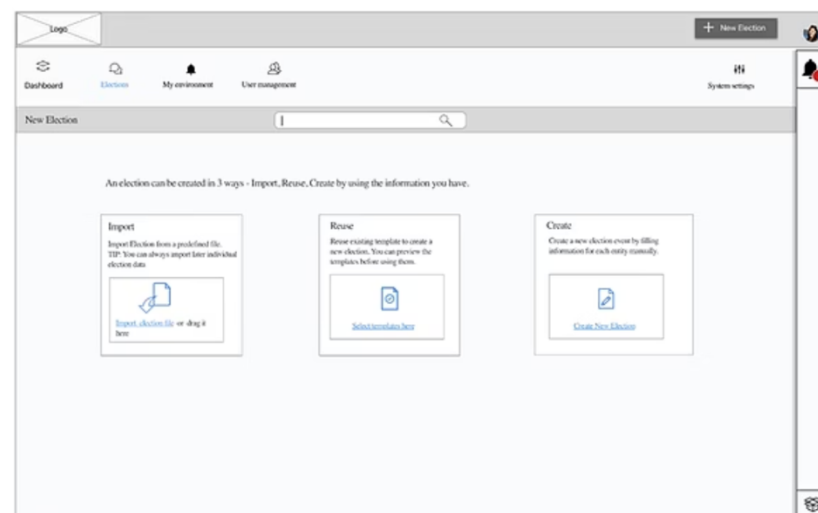 Logo
+ New Election
Dashboard
Elections
My environment
User management
System settings
New Election
An election can be created in 3 ways - Import, Reuse, Create by using the information you have.
Import
Import Election from a predefined file.
TIP: You can always import later individual
election data
Import election file or drag it
here
Reuse
Reuse existing template to create a
new election. You can preview the
templates before using them.
Select templates here
Create
Create a new election event by filling
information for each entity manually.
Create New Election